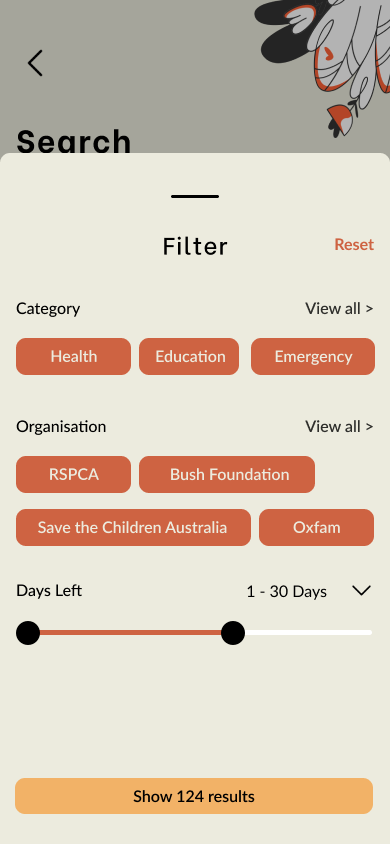 Search
Filter
Reset
Category
View all >
Health
Education
Emergency
Organisation
View all >
RSPCA
Bush Foundation
Save the Children Australia
Oxfam
Days Left
1 - 30 Days
Show 124 results